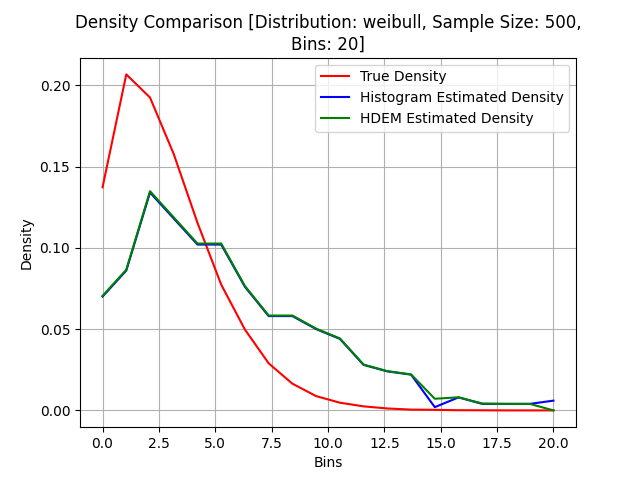 Density Comparison [Distribution: weibull, Sample Size: 500,
Bins: 20]
True Density
Histogram Estimated Density
HDEM Estimated Density
Density
0.20
0.15
0.10
0.05
0.00
0.0 2.5 5.0 7.5 10.0 12.5 15.0 17.5 20.0
Bins